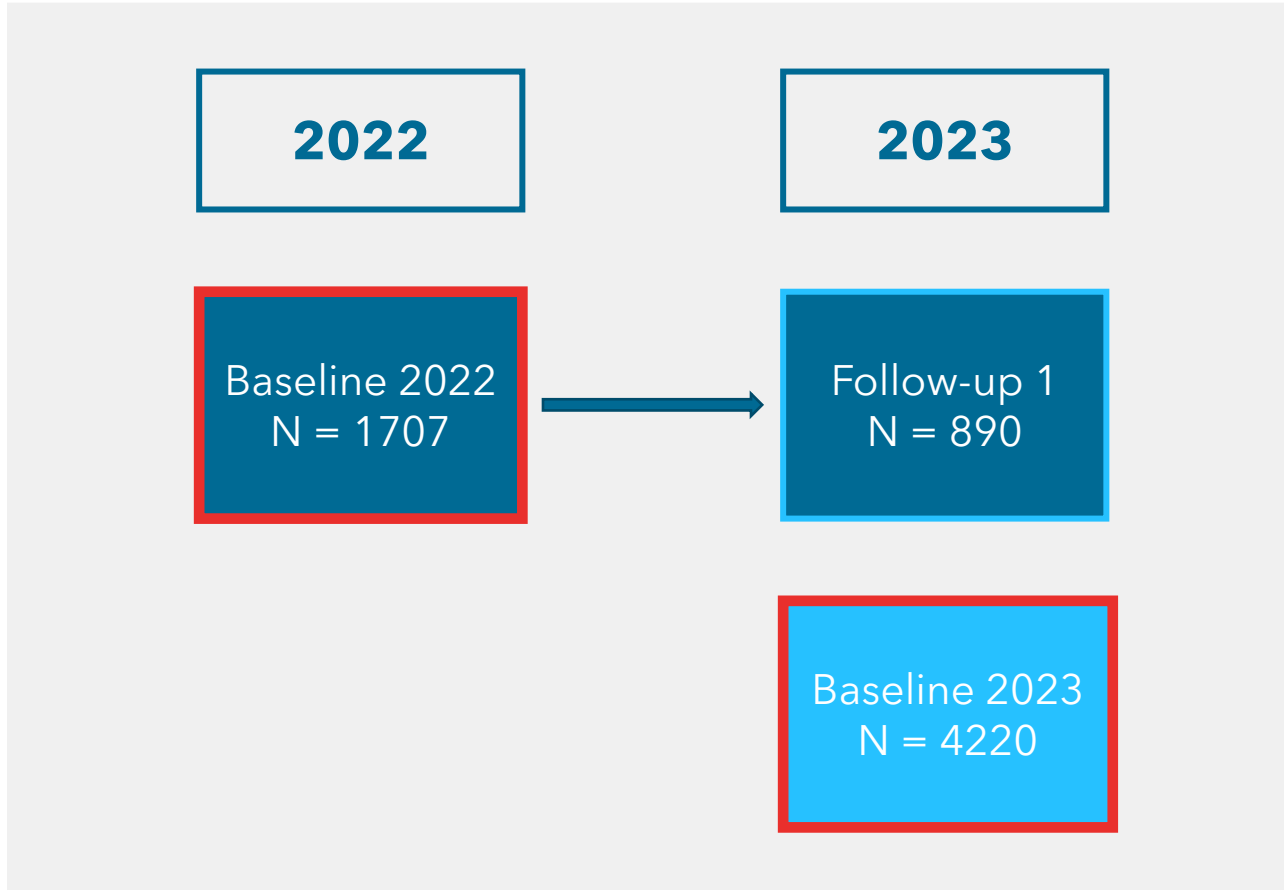 2022
2023
Baseline 2022
N = 1707
Follow-up 1
N = 890
Baseline 2023
N = 4220